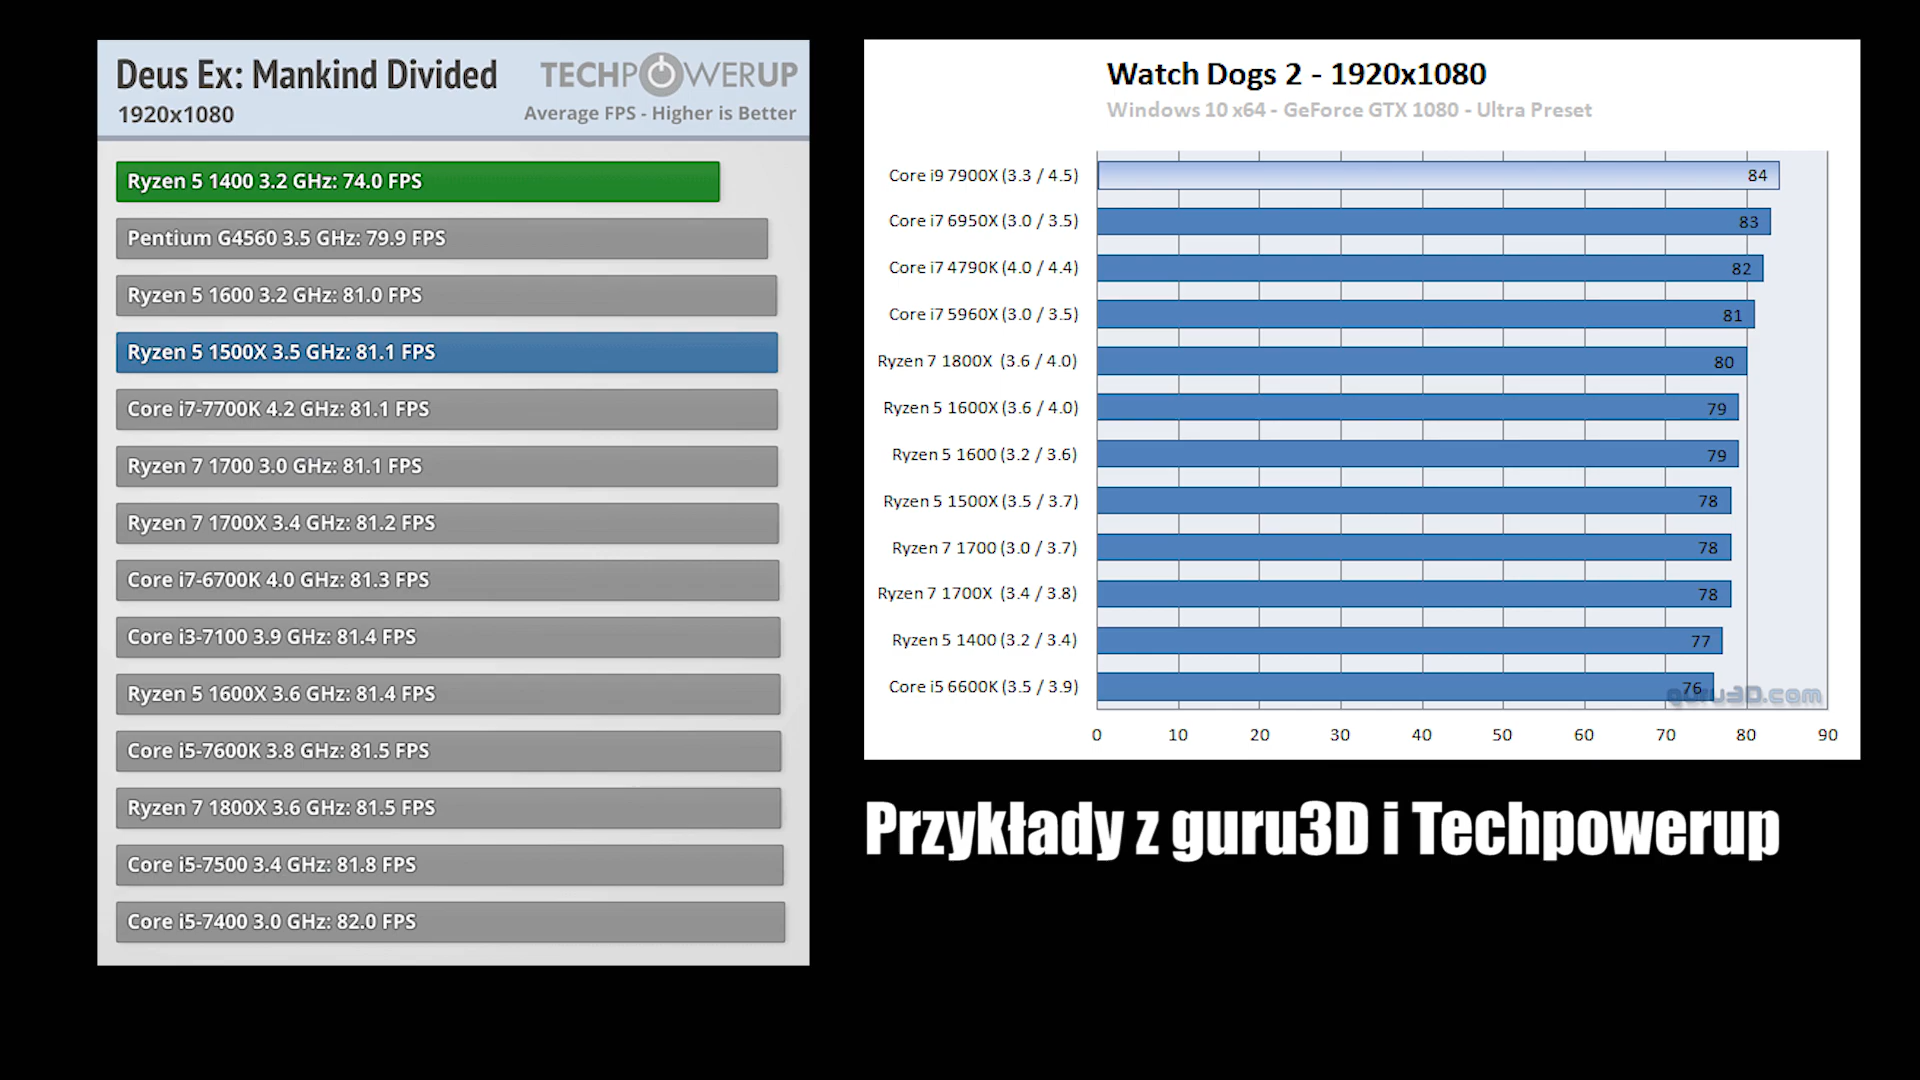 Deus Ex: Mankind Divided
1920x1080
TECHPOWERUP
Average FPS - Higher is Better
Ryzen 5 1400 3.2 GHz: 74.0 FPS
Pentium G4560 3.5 GHz: 79.9 FPS
Ryzen 5 1600 3.2 GHz: 81.0 FPS
Ryzen 5 1500X 3.5 GHz: 81.1 FPS
Core i7-7700K 4.2 GHz: 81.1 FPS
Ryzen 7 1700 3.0 GHz: 81.1 FPS
Ryzen 7 1700X 3.4 GHz: 81.2 FPS
Core i7-6700K 4.0 GHz: 81.3 FPS
Core i3-7100 3.9 GHz: 81.4 FPS
Ryzen 5 1600X 3.6 GHz: 81.4 FPS
Core i5-7600K 3.8 GHz: 81.5 FPS
Ryzen 7 1800X 3.6 GHz: 81.5 FPS
Core i5-7500 3.4 GHz: 81.8 FPS
Core i5-7400 3.0 GHz: 82.0 FPS
Watch Dogs 2 - 1920x1080
Windows 10 x64 - GeForce GTX 1080 - Ultra Preset
Core i9 7900X (3.3 / 4.5) 84
Core i7 6950X (3.0 / 3.5) 83
Core i7 4790K (4.0 / 4.4) 82
Core i7 5960X (3.0 / 3.5) 81
Ryzen 7 1800X (3.6 / 4.0) 80
Ryzen 5 1600X (3.6 / 4.0) 79
Ryzen 5 1600 (3.2 / 3.6) 79
Ryzen 5 1500X (3.5 / 3.7) 78
Ryzen 7 1700 (3.0 / 3.7) 78
Ryzen 7 1700X (3.4 / 3.8) 78
Ryzen 5 1400 (3.2 / 3.4) 77
Core i5 6600K (3.5 / 3.9) 76
guru3D.com
0 10 20 30 40 50 60 70 80 90
Przykłady z guru3D i Techpowerup